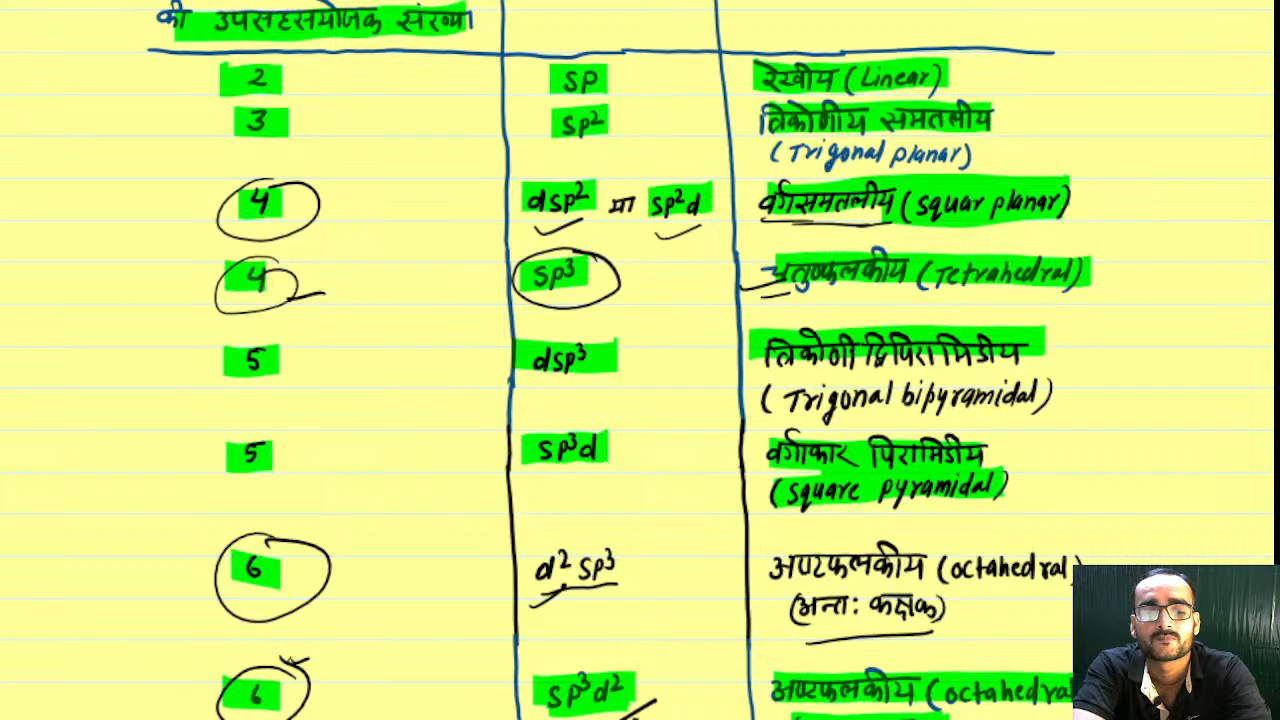 की उपसहसंयोजक संख्या
2 sp रेखीय (Linear)
3 sp² त्रिकोणीय समतलीय
(Trigonal planar)
4 dsp² या sp²d वर्गसमतलीय (squar planar)
4 sp³ चतुष्फलकीय (Tetrahedral)
5 dsp³ त्रिकोणी द्विपिरामिडीय
(Trigonal bipyramidal)
5 sp³d वर्गाकार पिरामिडीय
(square pyramidal)
6 d²sp³ अष्टफलकीय (octahedral)
(अन्तः कक्षक)
6 sp³d² अष्टफलकीय (octahedral